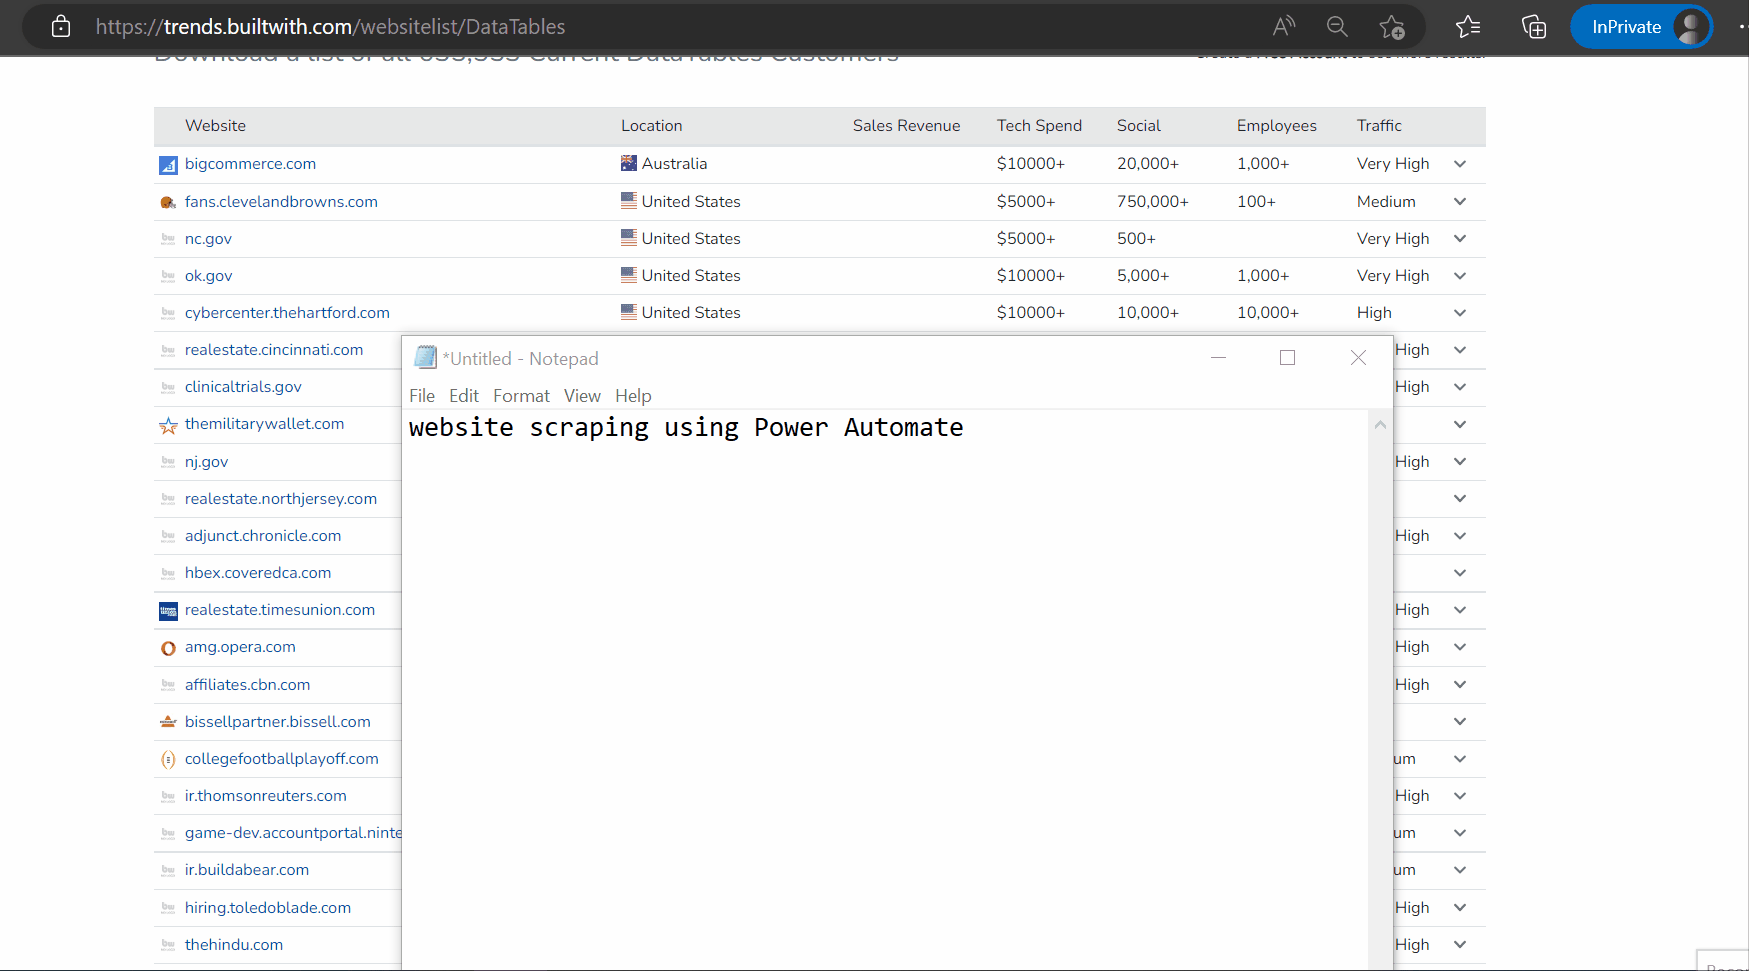 https://trends.builtwith.com/websitelist/DataTables
InPrivate
Website Location Sales Revenue Tech Spend Social Employees Traffic
bigcommerce.com Australia $10000+ 20,000+ 1,000+ Very High
fans.clevelandbrowns.com United States $5000+ 750,000+ 100+ Medium
nc.gov United States $5000+ 500+ Very High
ok.gov United States $10000+ 5,000+ 1,000+ Very High
cybercenter.thehartford.com United States $10000+ 10,000+ 10,000+ High
realestate.cincinnati.com High
*Untitled - Notepad
clinicaltrials.gov High
File Edit Format View Help
themilitarywallet.com
website scraping using Power Automate
nj.gov High
realestate.northjersey.com
adjunct.chronicle.com High
hbex.coveredca.com
realestate.timesunion.com High
amg.opera.com High
affiliates.cbn.com High
bissellpartner.bissell.com
collegefootballplayoff.com um
ir.thomsonreuters.com High
game-dev.accountportal.ninte um
ir.buildabear.com um
hiring.toledoblade.com High
thehindu.com High